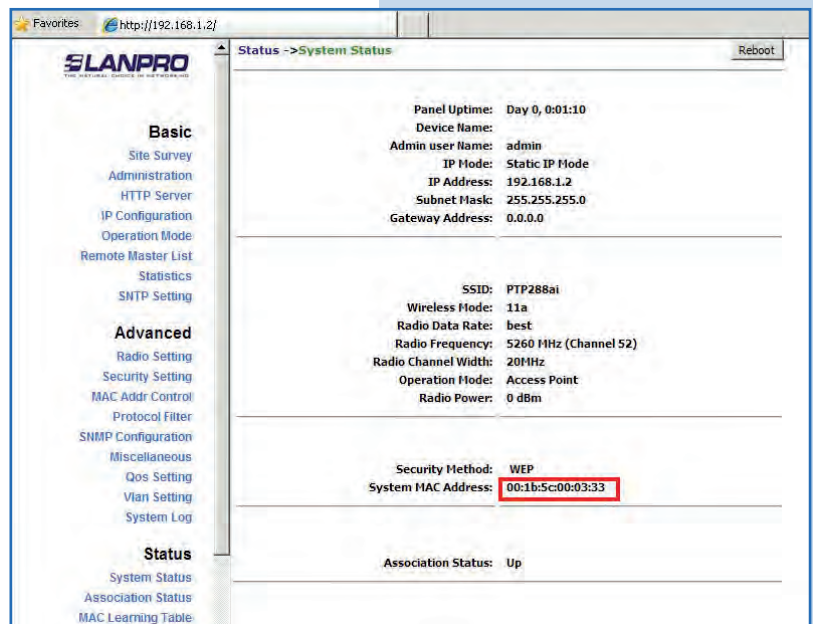 Favorites
http://192.168.1.2/
LANPRO
THE NATURAL CHOICE IN NETWORKING
Status ->System Status
Reboot
Basic
Site Survey
Administration
HTTP Server
IP Configuration
Operation Mode
Remote Master List
Statistics
SNTP Setting
Advanced
Radio Setting
Security Setting
MAC Addr Control
Protocol Filter
SNMP Configuration
Miscellaneous
Qos Setting
Vlan Setting
System Log
Status
System Status
Association Status
MAC Learning Table
Panel Uptime: Day 0, 0:01:10
Device Name:
Admin user Name: admin
IP Mode: Static IP Mode
IP Address: 192.168.1.2
Subnet Mask: 255.255.255.0
Gateway Address: 0.0.0.0
SSID: PTP288ai
Wireless Mode: 11a
Radio Data Rate: best
Radio Frequency: 5260 MHz (Channel 52)
Radio Channel Width: 20MHz
Operation Mode: Access Point
Radio Power: 0 dBm
Security Method: WEP
System MAC Address: 00:1b:5c:00:03:33
Association Status: Up